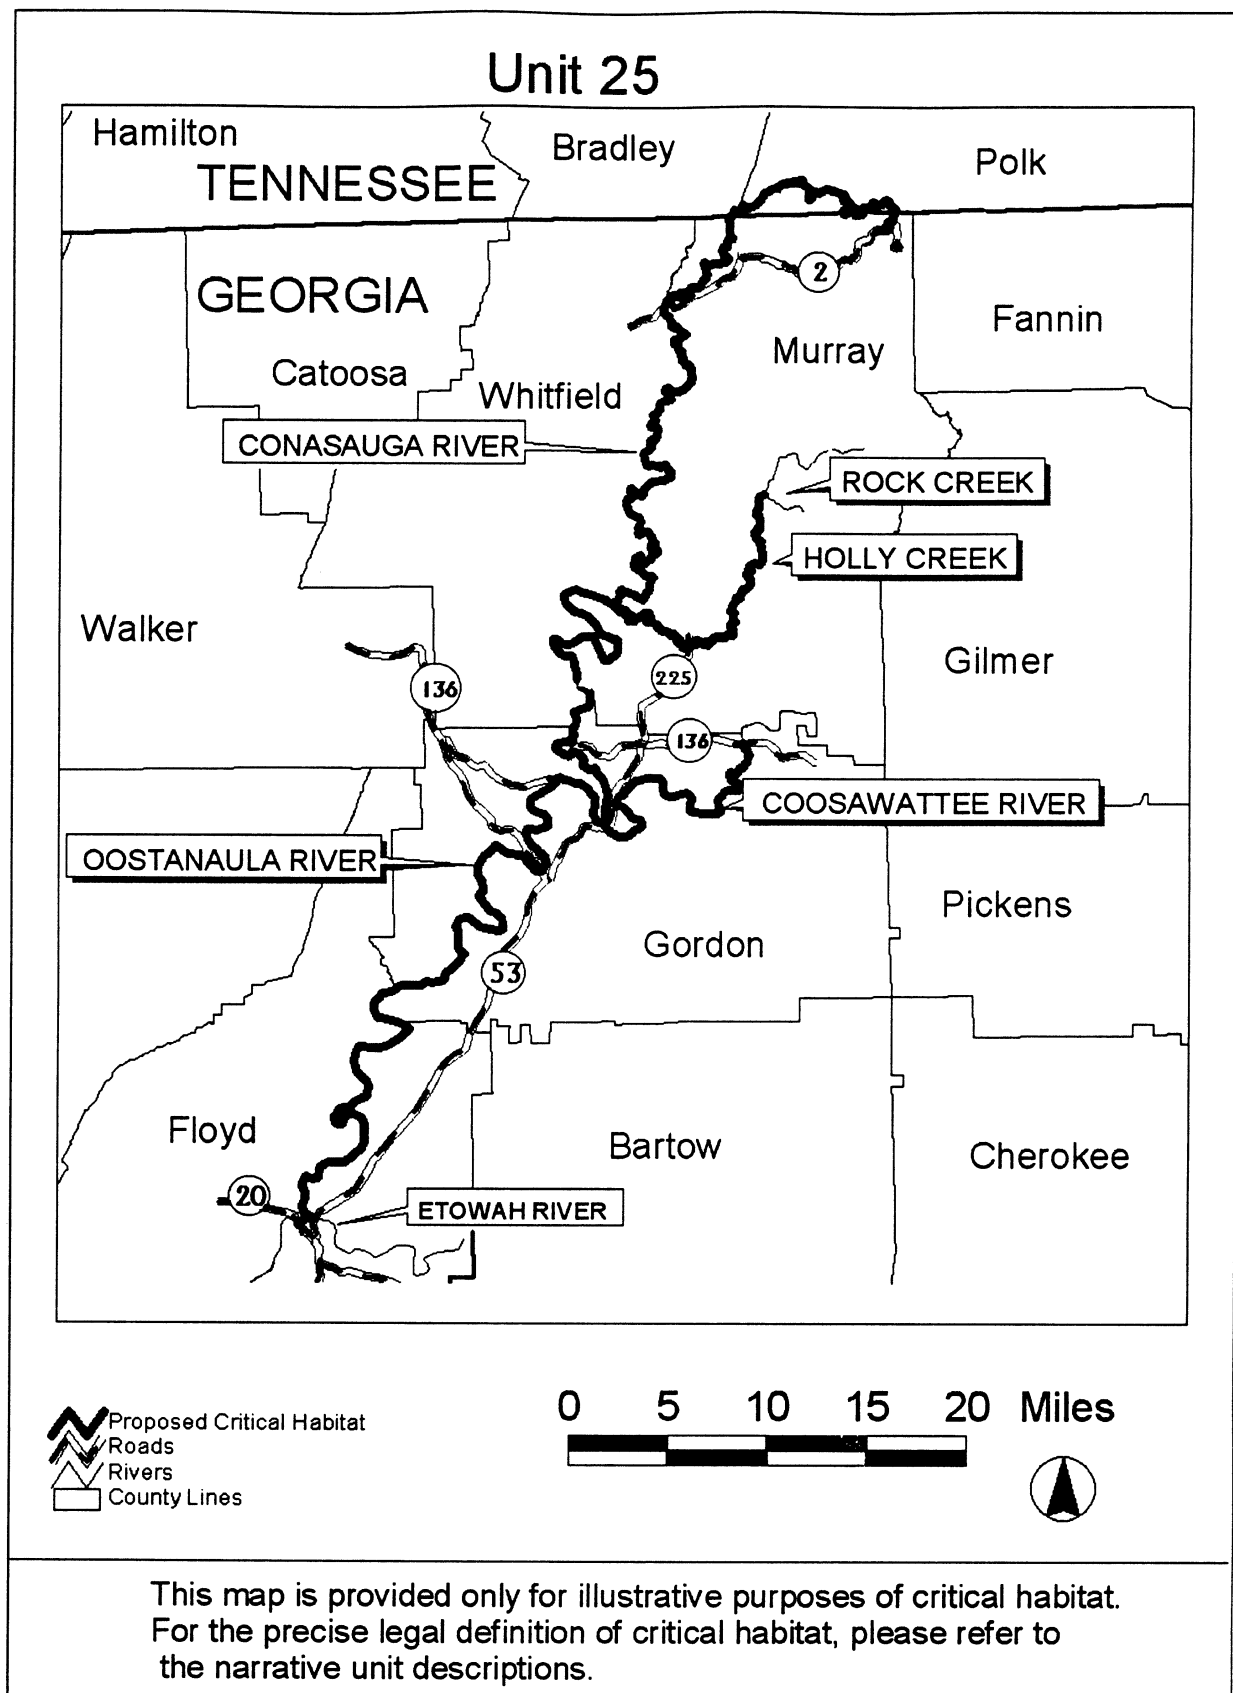 Unit 25
Hamilton
Bradley
Polk
TENNESSEE
GEORGIA
2
Fannin
Murray
Catoosa
Whitfield
CONASAUGA RIVER
ROCK CREEK
HOLLY CREEK
Walker
Gilmer
136
225
136
COOSAWATTEE RIVER
OOSTANAULA RIVER
Pickens
Gordon
53
Floyd
Bartow
Cherokee
20
ETOWAH RIVER
0 5 10 15 20 Miles
Proposed Critical Habitat
Roads
Rivers
County Lines
This map is provided only for illustrative purposes of critical habitat.
For the precise legal definition of critical habitat, please refer to
the narrative unit descriptions.